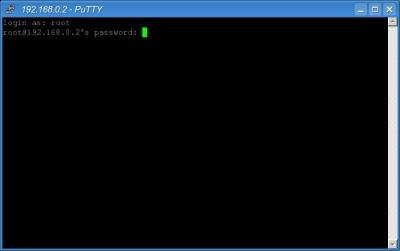 192.168.0.2 - PuTTY
login as: root
root@192.168.0.2's password: